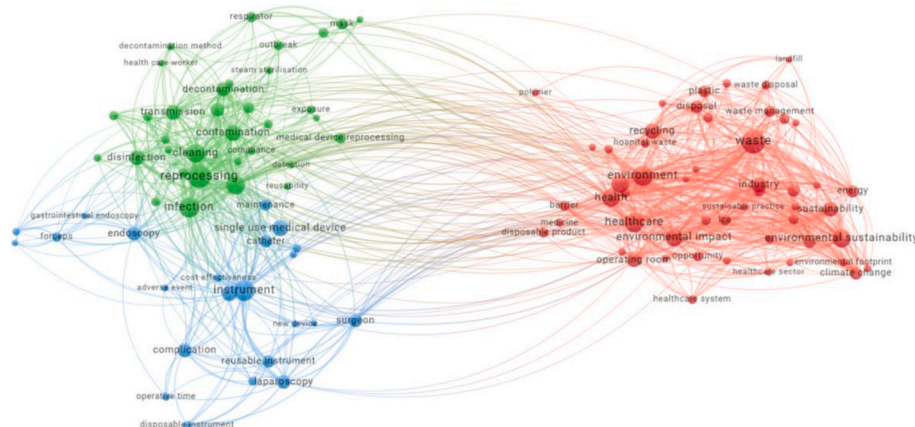 respirator
mask
decontamination method
outbreak
health care worker
steam sterilisation
decontamination
transmission
exposure
contamination
medical device reprocessing
compliance
cleaning
disinfection
detection
reprocessing
reusability
infection
maintenance
gastrointestinal endoscopy
single use medical device
forceps
endoscopy
catheter
cost effectiveness
adverse event
instrument
new device
surgeon
complication
reusable instrument
laparoscopy
operative time
disposable instrument
landfill
polymer
plastic
waste disposal
disposal
waste management
recycling
hospital waste
waste
environment
industry
health
energy
barrier
sustainable practice
sustainability
medicine
healthcare
lca
disposable product
environmental impact
environmental sustainability
operating room
opportunity
environmental footprint
healthcare sector
climate change
healthcare system